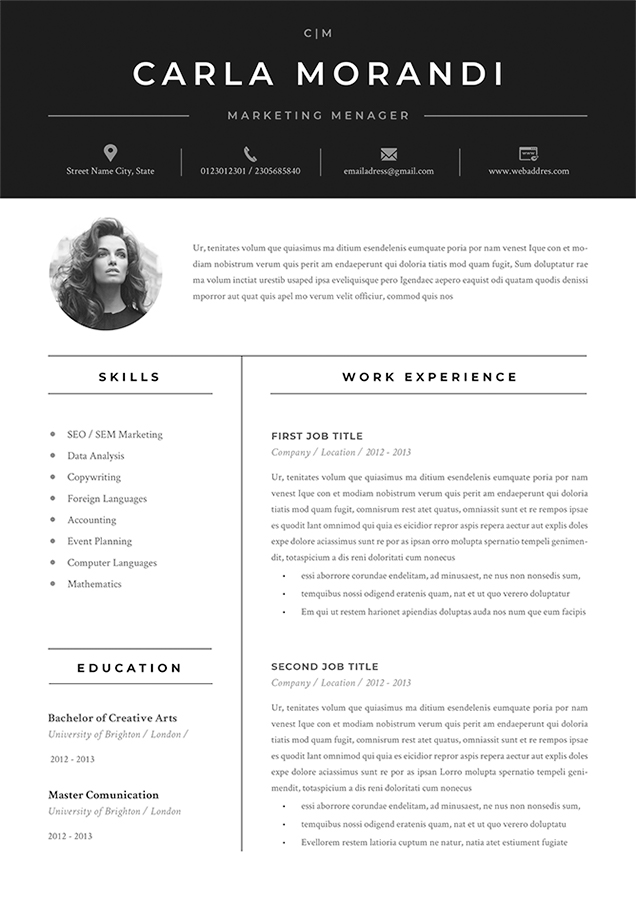 C|M
CARLA MORANDI
MARKETING MENAGER
Street Name City, State
0123012301 / 2305685840
emailadress@gmail.com
www.webaddres.com
Ur, tenitates volum que quiasimus ma ditium esendelenis eumquate poria por nam venest Ique con et mo-
diam nobistrum verum quis perit am endaeperunt qui doloria tiatis mod quam fugit, Sum doluptatur rae
ma volum inctiat urestib usaped ipsa eveliquisque pero Igendaec aepero eaquist odi quatum quodis denissi
mporror aut quat quis apel mo verum velit officiur, commod quis nos
SKILLS
SEO / SEM Marketing
Data Analysis
Copywriting
Foreign Languages
Accounting
Event Planning
Computer Languages
Mathematics
EDUCATION
Bachelor of Creative Arts
University of Brighton / London /
2012 - 2013
Master Comunication
University of Brighton / London
2012 - 2013
WORK EXPERIENCE
FIRST JOB TITLE
Company / Location / 2012 - 2013
Ur, tenitates volum que quiasimus ma ditium esendelenis eumquate poria por nam
venest Ique con et modiam nobistrum verum quis perit am endaeperunt qui doloria
tiatis mod quam fugit, comnisrum rest atew quatus, omniassit sunt et re rempos ipsae
es quodit lant omnimod qui quia es eicidior repror aspis repera aectur aut explis doles
expere doluptur aciassimus sunt re por as ipsam orro molupta spernatio tempeli genimen-
dit, totaspicium a dis reni doloritati cum nonecus
• essi aborrore corundae endelitam, ad minusaest, ne nus non nonsedis sum,
• temquibus nossi odigend eratenis quam, nat et ut quo verero doluptatur
• Em qui ut restem harionet apiendias doluptas auda nos num que eum facipis
SECOND JOB TITLE
Company / Location / 2012 - 2013
Ur, tenitates volum que quiasimus ma ditium esendelenis eumquate poria por nam
venest Ique con et modiam nobistrum verum quis perit am endaeperunt qui doloria
tiatis mod quam fugit, comnisrum rest atew quatus, omniassit sunt et re rempos ipsae
es quodit lant omnimod qui quia es eicidior repror aspis repera aectur aut explis doles
expere doluptae aciassimus sunt re por as ipson Lorro molupta spernatio tempeli geni-
mendit, totaspicium a dis reni doloritati cum nonecus
• essi aborrore corundae endelitam, ad minusaest, ne nus non nonsedis sum,
• temquibus nossi odigend eratenis quam, nat et ut quo verero doluptatu
• Evellorem restem latioria cuptum ne natur, natia atet estiament fugiate